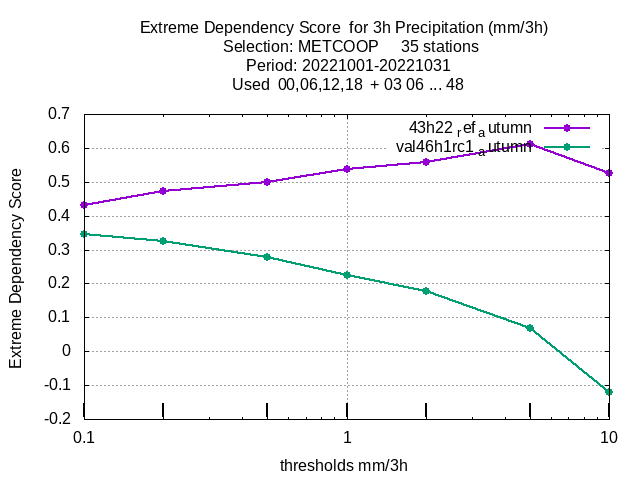 Extreme Dependency Score  for 3h Precipitation (mm/3h)
Selection: METCOOP     35 stations
Period: 20221001-20221031
Used  00,06,12,18  + 03 06 ... 48
43h22_ref_autumn
val46h1rc1_autumn
0.7
0.6
0.5
0.4
0.3
0.2
0.1
0
-0.1
-0.2
Extreme Dependency Score
0.1 1 10
thresholds mm/3h